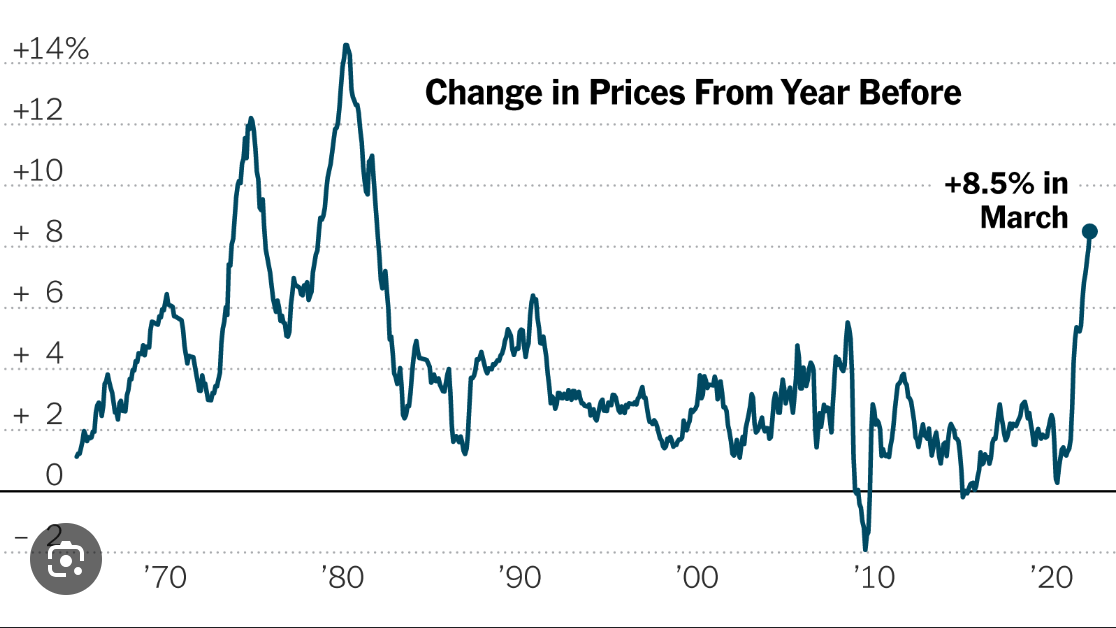 +14%
Change in Prices From Year Before
+12
+10
+8.5% in
March
+ 8
+ 6
+ 4
+ 2
0
– 2
’70 ’80 ’90 ’00 ’10 ’20